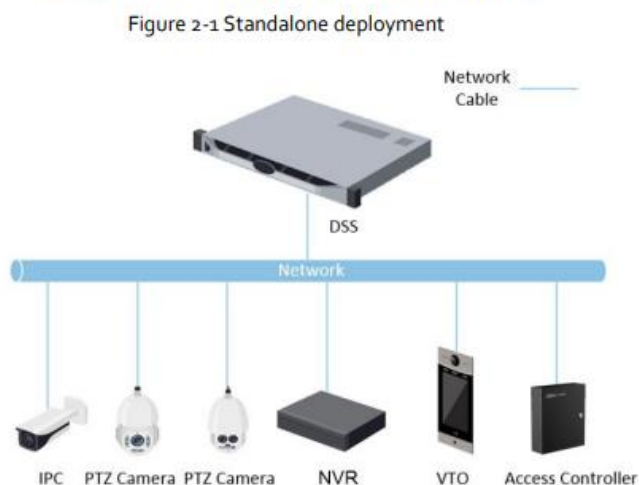 Figure 2-1 Standalone deployment
Network
Cable
DSS
Network
IPC PTZ Camera PTZ Camera NVR VTO Access Controller